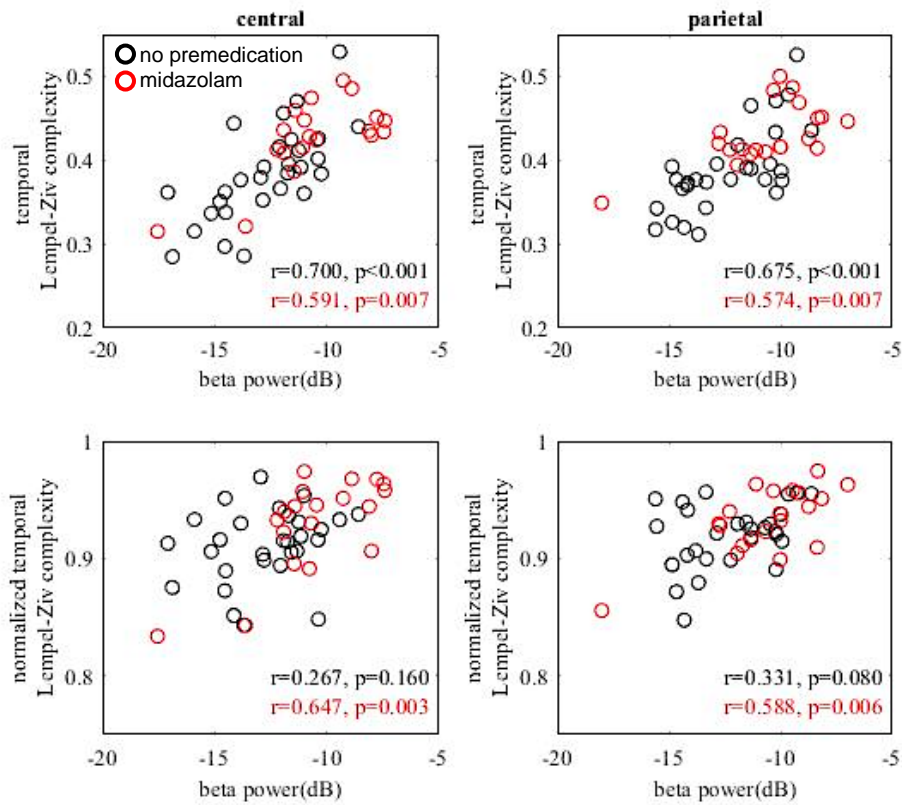 central
0.5
0.4
0.3
0.2
temporal
Lempel-Ziv complexity
no premedication
midazolam
r=0.700, p<0.001
r=0.591, p=0.007
-20
-15
-10
-5
beta power(dB)
parietal
0.5
0.4
0.3
0.2
temporal
Lempel-Ziv complexity
r=0.675, p<0.001
r=0.574, p=0.007
-20
-15
-10
-5
beta power(dB)
1
0.9
0.8
normalized temporal
Lempel-Ziv complexity
r=0.267, p=0.160
r=0.647, p=0.003
-20
-15
-10
-5
beta power(dB)
1
0.9
0.8
normalized temporal
Lempel-Ziv complexity
r=0.331, p=0.080
r=0.588, p=0.006
-20
-15
-10
-5
beta power(dB)